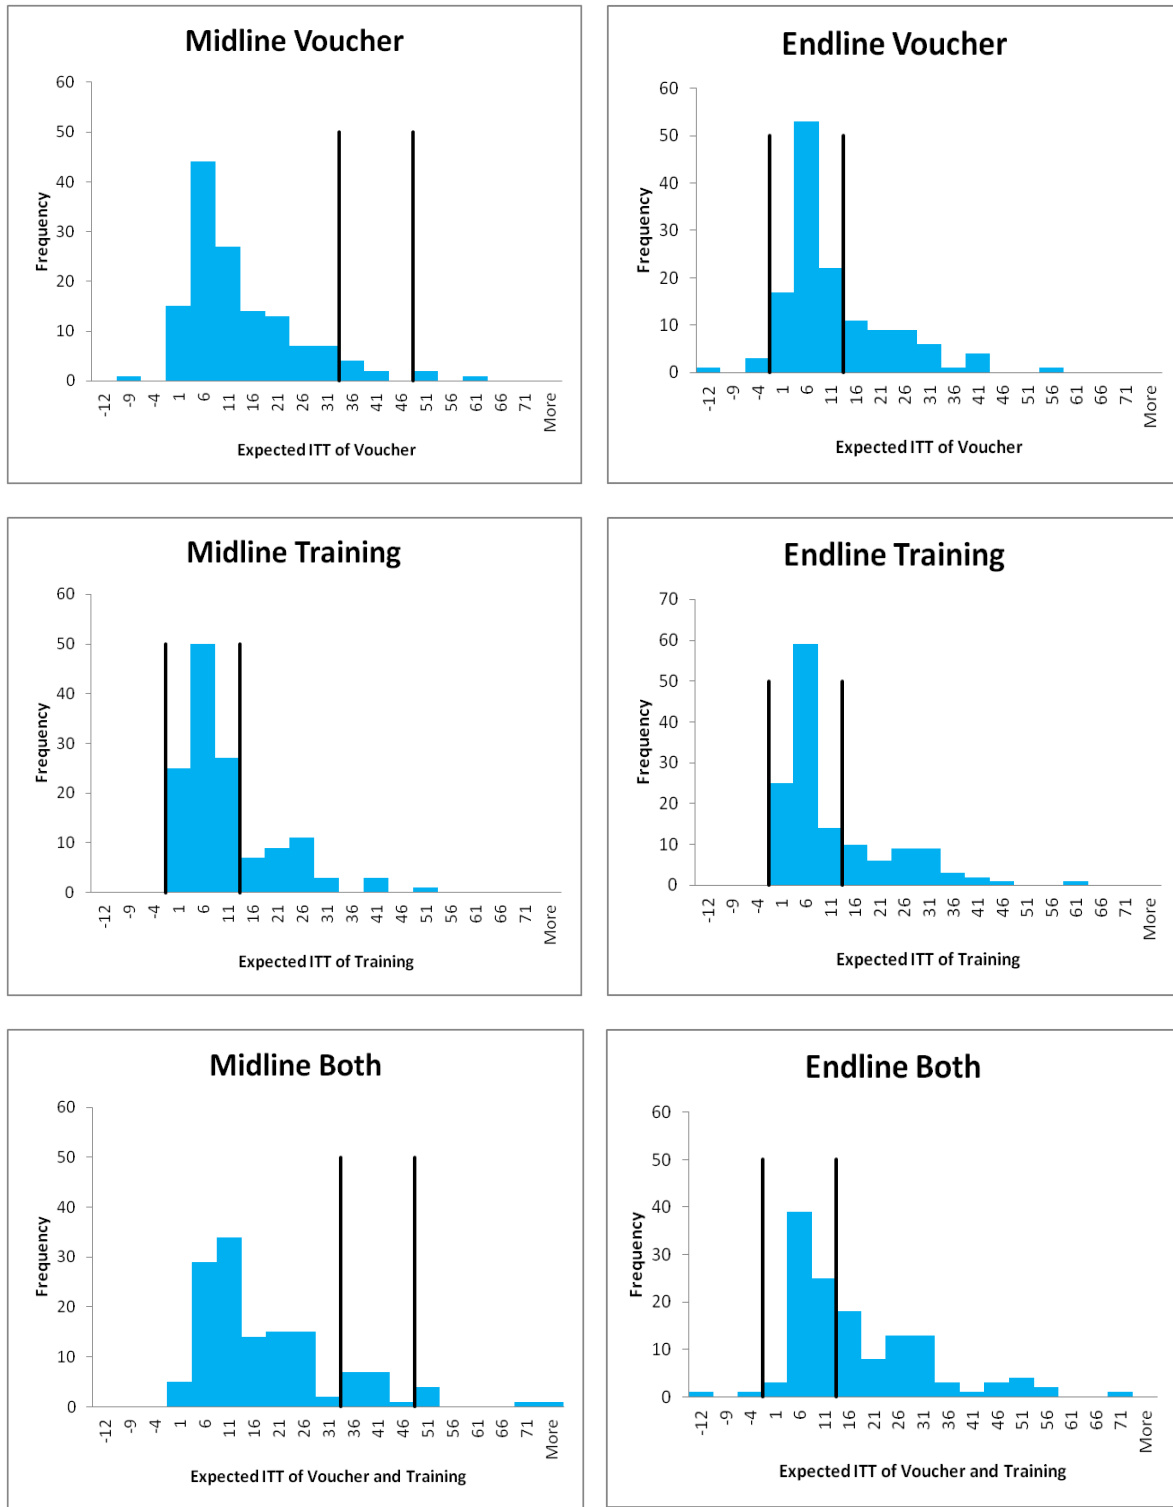 Midline Voucher
60
50
40
30
20
10
0
Frequency
-12 -9 -4 1 6 11 16 21 26 31 36 41 46 51 56 61 66 71 More
Expected ITT of Voucher
Endline Voucher
60
50
40
30
20
10
0
Frequency
-12 -9 -4 1 6 11 16 21 26 31 36 41 46 51 56 61 66 71 More
Expected ITT of Voucher
Midline Training
60
50
40
30
20
10
0
Frequency
-12 -9 -4 1 6 11 16 21 26 31 36 41 46 51 56 61 66 71 More
Expected ITT of Training
Endline Training
70
60
50
40
30
20
10
0
Frequency
-12 -9 -4 1 6 11 16 21 26 31 36 41 46 51 56 61 66 71 More
Expected ITT of Training
Midline Both
60
50
40
30
20
10
0
Frequency
-12 -9 -4 1 6 11 16 21 26 31 36 41 46 51 56 61 66 71 More
Expected ITT of Voucher and Training
Endline Both
60
50
40
30
20
10
0
Frequency
-12 -9 -4 1 6 11 16 21 26 31 36 41 46 51 56 61 66 71 More
Expected ITT of Voucher and Training